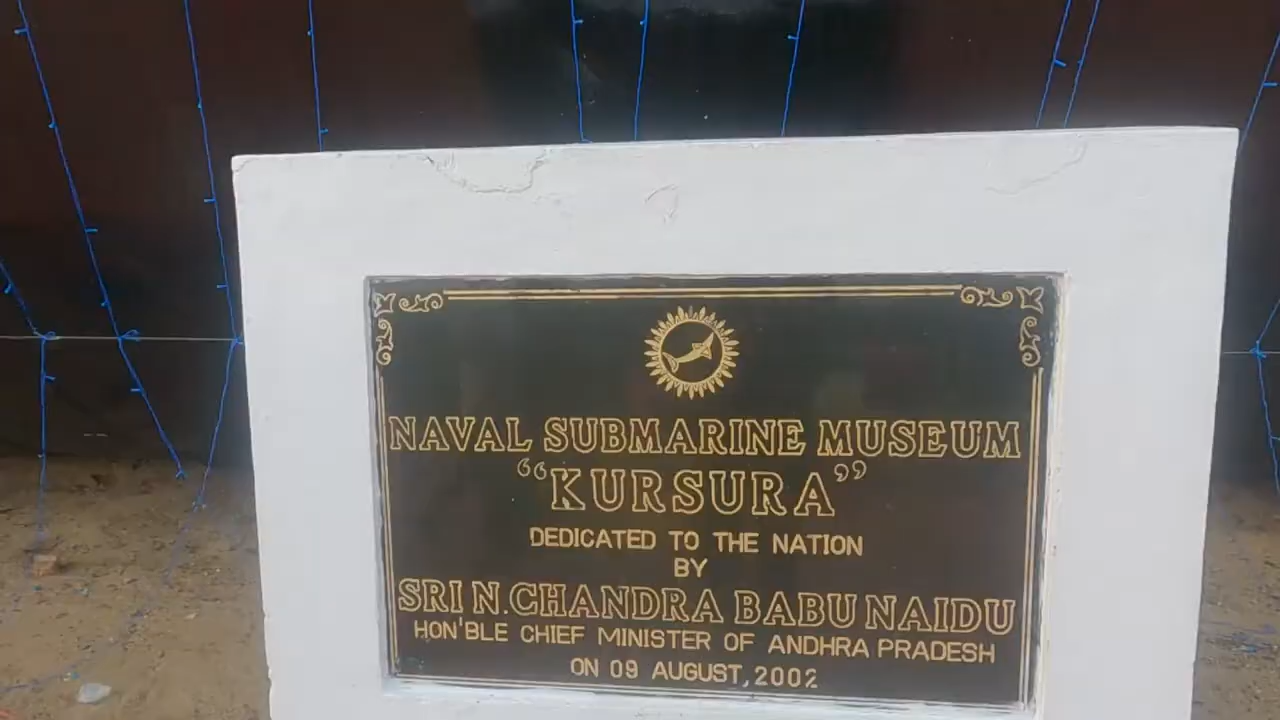 NAVAL SUBMARINE MUSEUM
“KURSURA”
DEDICATED TO THE NATION
BY
SRI N. CHANDRA BABU NAIDU
HON'BLE CHIEF MINISTER OF ANDHRA PRADESH
ON 09 AUGUST, 2002